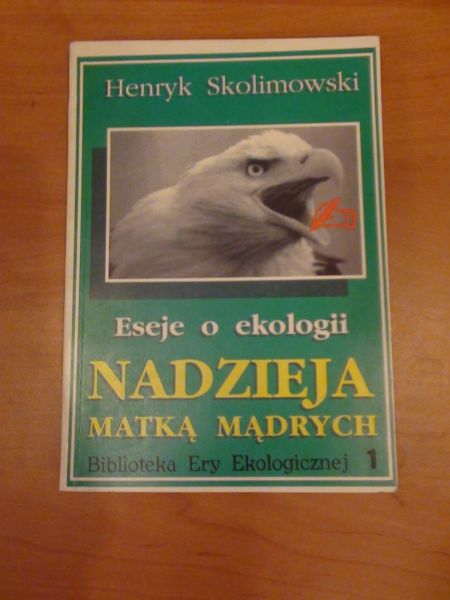 Henryk Skolimowski
Eseje o ekologii
NADZIEJA
MATKĄ MĄDRYCH
Biblioteka Ery Ekologicznej 1